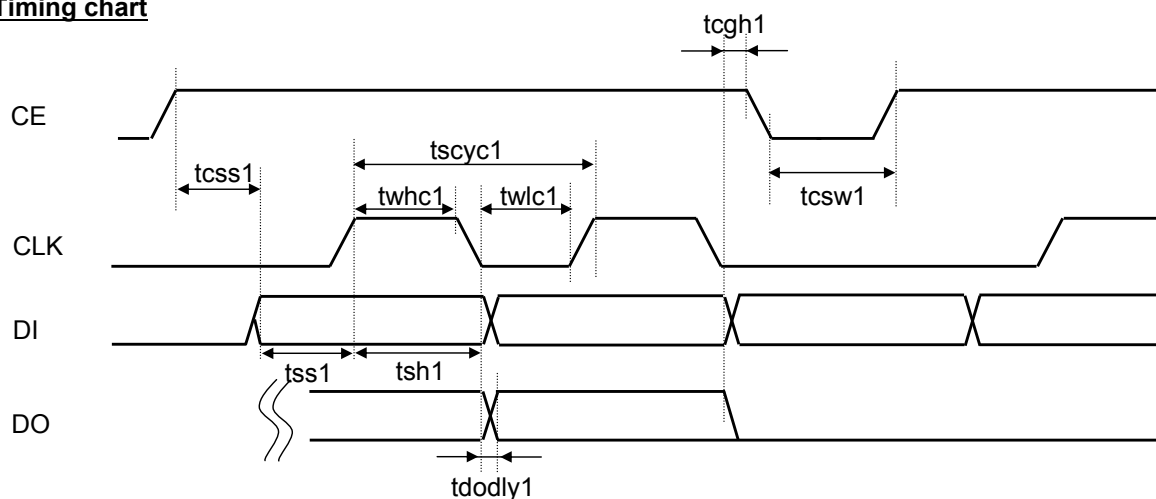 Timing chart
tcgh1
CE
tscyc1
tcss1
twhc1
twlc1
tcsw1
CLK
DI
tss1
tsh1
DO
tdodly1